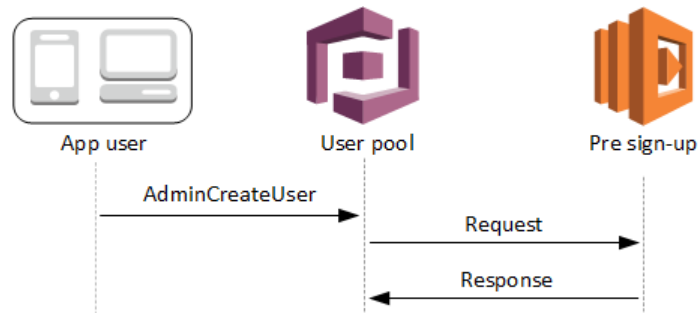 App user
User pool
Pre sign-up
AdminCreateUser
Request
Response